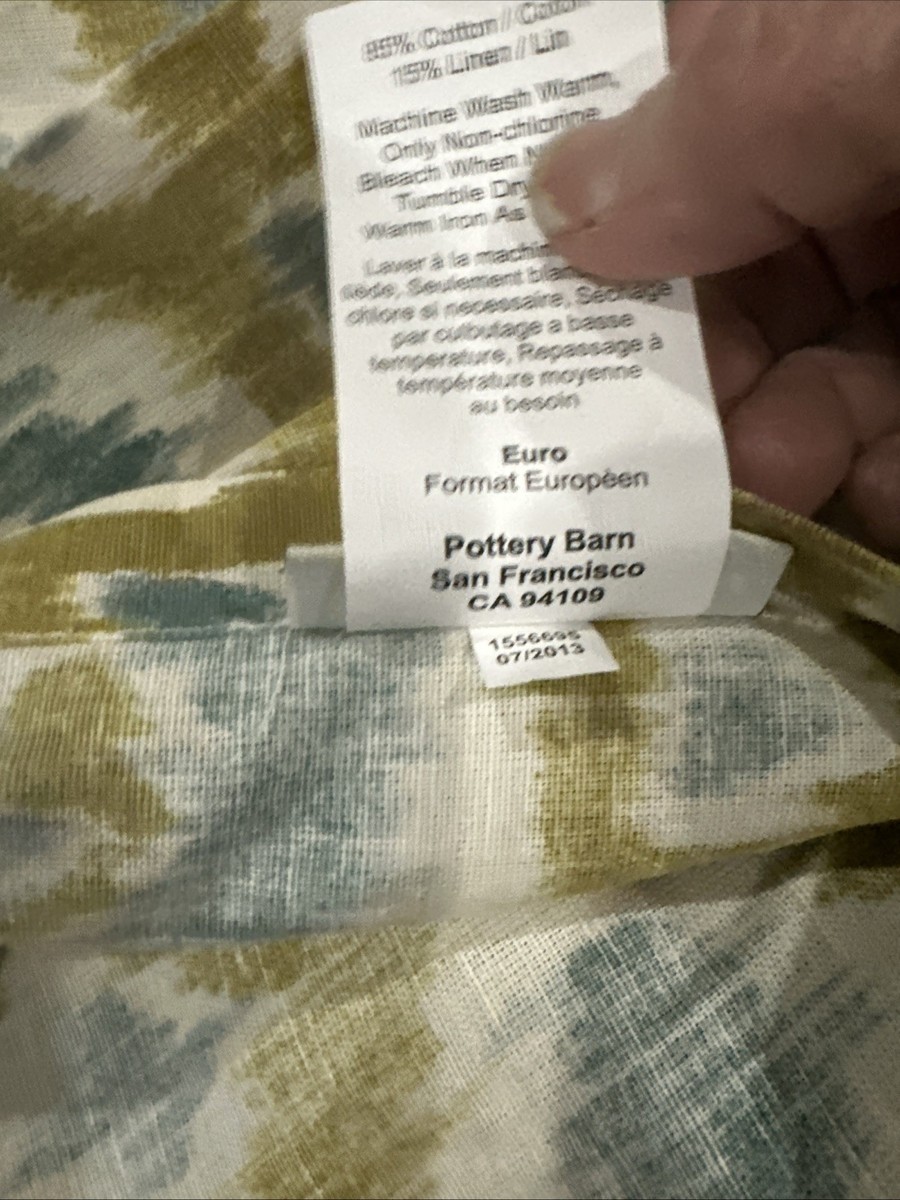 85% Cotton / Coton
15% Linen / Lin
Machine Wash Warm,
Only Non-chlorine
Bleach When
Tumble Dry
Warm Iron As
Laver à la
tiède, Seulement
chlore si necessaire, Séchage
par culbutage a basse
température, Repassage à
température moyenne
au besoin
Euro
Format Européen
Pottery Barn
San Francisco
CA 94109
1556695
07/2013